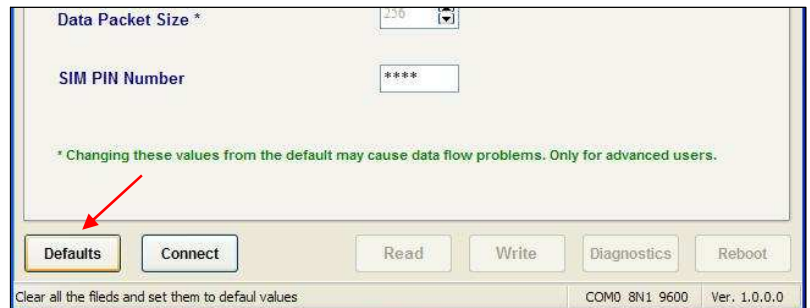 Data Packet Size * 256
SIM PIN Number ****
* Changing these values from the default may cause data flow problems. Only for advanced users.
Defaults Connect Read Write Diagnostics Reboot
Clear all the fileds and set them to defaul values COM0 8N1 9600 Ver. 1.0.0.0